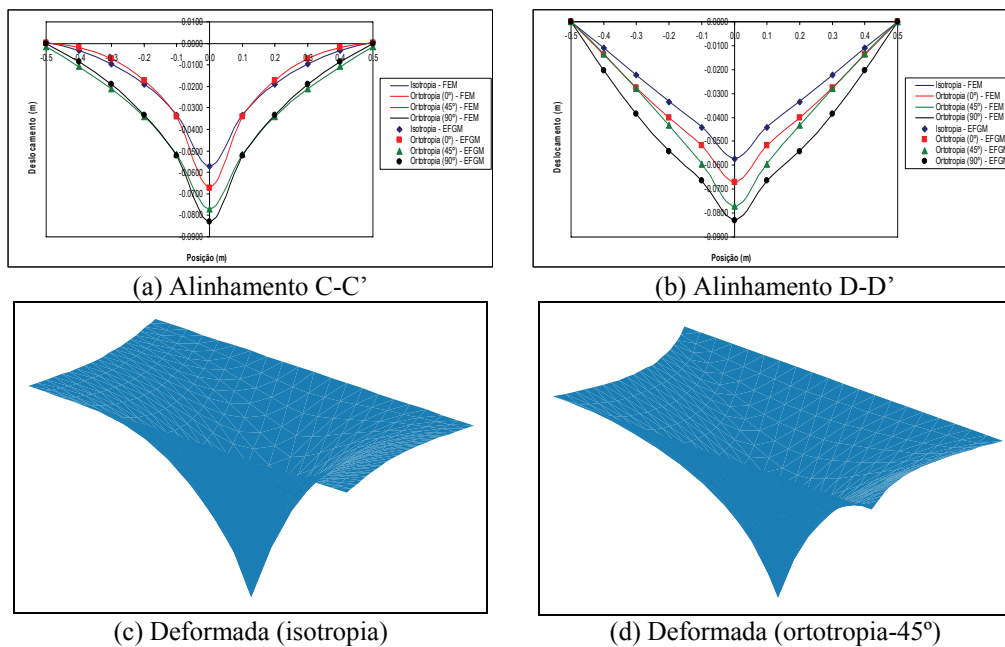 0.0100
0.0000
-0.5 -0.4 -0.3 -0.2 -0.1 0.0 0.1 0.2 0.3 0.4 0.5
-0.0100
-0.0200
-0.0300
-0.0400
-0.0500
-0.0600
-0.0700
-0.0800
-0.0900
Deslocamento (m)
Posição (m)
Isotropia - FEM
Ortotropia (0º) - FEM
Ortotropia (45º) - FEM
Ortotropia (90º) - FEM
Isotropia - EFGM
Ortotropia (0º) - EFGM
Ortotropia (45º) - EFGM
Ortotropia (90º) - EFGM
(a) Alinhamento C-C’
0.0000
-0.5 -0.4 -0.3 -0.2 -0.1 0.0 0.1 0.2 0.3 0.4 0.5
-0.0100
-0.0200
-0.0300
-0.0400
-0.0500
-0.0600
-0.0700
-0.0800
-0.0900
Deslocamento (m)
Posição (m)
Isotropia - FEM
Ortotropia (0º) - FEM
Ortotropia (45º) - FEM
Ortotropia (90º) - FEM
Isotropia - EFGM
Ortotropia (0º) - EFGM
Ortotropia (45º) - EFGM
Ortotropia (90º) - EFGM
(b) Alinhamento D-D’
(c) Deformada (isotropia)
(d) Deformada (ortotropia-45º)